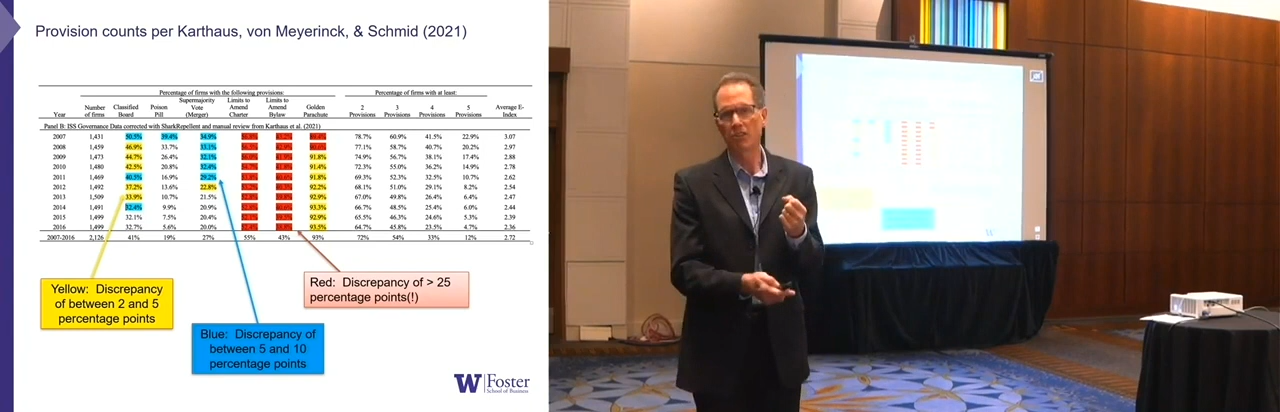 Provision counts per Karthaus, von Meyerinck, & Schmid (2021)
Percentage of firms with the following provisions: Percentage of firms with at least:
Year Number of firms Classified Board Poison Pill Supermajority Vote (Merger) Limits to Amend Charter Limits to Amend Bylaw Golden Parachute 2 Provisions 3 Provisions 4 Provisions 5 Provisions Average E-Index
Panel B: ISS Governance Data corrected with SharkRepellent and manual review from Karthaus et al. (2021)
2007 1,431 50.5% 39.4% 34.9% 78.7% 60.9% 41.5% 22.9% 3.07
2008 1,459 46.9% 33.7% 33.1% 77.1% 58.7% 40.7% 20.2% 2.97
2009 1,473 44.7% 26.4% 32.1% 91.8% 74.9% 56.7% 38.1% 17.4% 2.88
2010 1,480 42.5% 20.8% 32.4% 91.4% 72.3% 55.0% 36.2% 14.9% 2.78
2011 1,469 40.5% 16.9% 29.2% 91.8% 69.3% 52.3% 32.5% 10.7% 2.62
2012 1,492 37.2% 13.6% 22.8% 92.2% 68.1% 51.0% 29.1% 8.2% 2.54
2013 1,509 33.9% 10.7% 21.5% 92.9% 67.0% 49.8% 26.4% 6.4% 2.47
2014 1,491 32.4% 9.9% 20.9% 93.3% 66.7% 48.5% 25.4% 6.0% 2.44
2015 1,499 32.1% 7.5% 20.4% 92.9% 65.5% 46.3% 24.6% 5.3% 2.39
2016 1,499 32.7% 5.6% 20.0% 93.5% 64.7% 45.8% 23.5% 4.7% 2.36
2007-2016 2,126 41% 19% 27% 55% 43% 93% 72% 54% 33% 12% 2.72
Yellow: Discrepancy
of between 2 and 5
percentage points
Red: Discrepancy of > 25
percentage points(!)
Blue: Discrepancy of
between 5 and 10
percentage points
W Foster
School of Business